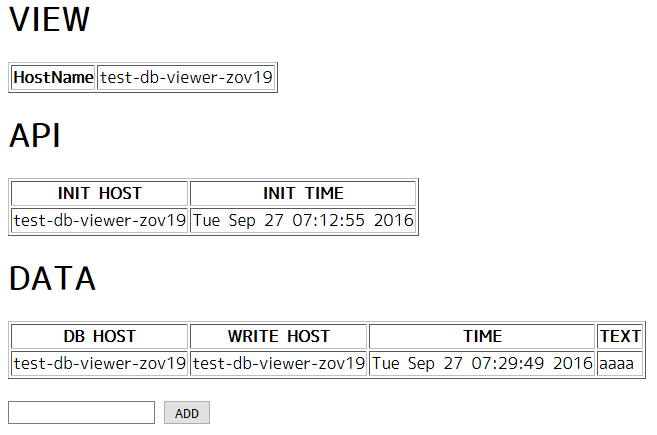 VIEW
HostName test-db-viewer-zov19
API
INIT HOST INIT TIME
test-db-viewer-zov19 Tue Sep 27 07:12:55 2016
DATA
DB HOST WRITE HOST TIME TEXT
test-db-viewer-zov19 test-db-viewer-zov19 Tue Sep 27 07:29:49 2016 aaaa
ADD